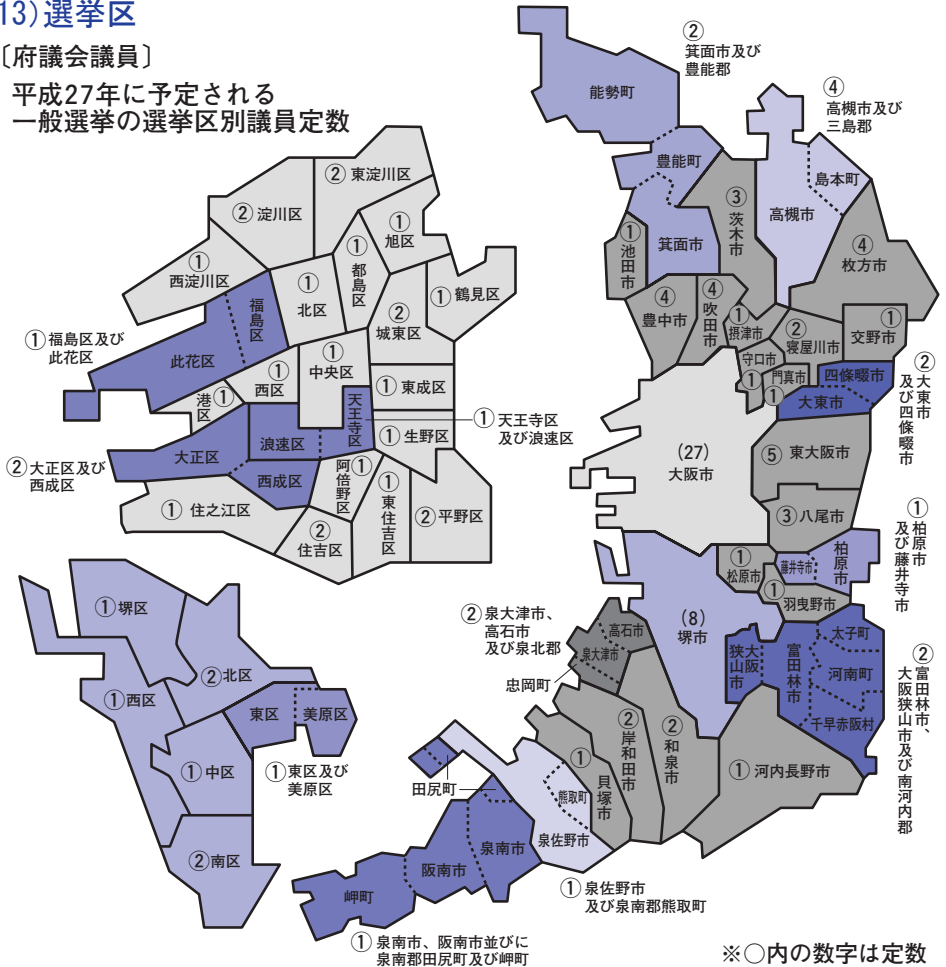 13)選挙区
〔府議会議員〕
平成27年に予定される
一般選挙の選挙区別議員定数
②東淀川区
②淀川区
①旭区
①西淀川区
①都島区
①北区
①鶴見区
②城東区
福島区
此花区
①福島区及び
此花区
①中央区
①西区
①東成区
港区①
天王寺区
①天王寺区
及び浪速区
浪速区
①生野区
大正区
②大正区及び
西成区
西成区
阿倍野区①
①東住吉区
①住之江区
②住吉区
②平野区
①堺区
②北区
①西区
東区
美原区
①中区
①東区及び
美原区
②南区
能勢町
②
箕面市及び
豊能郡
④
高槻市及び
三島郡
豊能町
島本町
③茨木市
高槻市
箕面市
①池田市
④枚方市
④豊中市
④吹田市
①摂津市
②寝屋川市
①交野市
守口市①
門真市①
四條畷市
大東市
②大東市
及び四條畷市
(27)
大阪市
⑤東大阪市
③八尾市
①柏原市
及び藤井寺市
柏原市
藤井寺市
①松原市
①羽曳野市
(8)
堺市
②泉大津市、
高石市
及び泉北郡
高石市
泉大津市
忠岡町
大阪狭山市
富田林市
太子町
河南町
千早赤阪村
②富田林市、
大阪狭山市及び南河内郡
②岸和田市
②和泉市
①河内長野市
①貝塚市
熊取町
泉佐野市
田尻町
泉南市
阪南市
岬町
①泉佐野市
及び泉南郡熊取町
①泉南市、阪南市並びに
泉南郡田尻町及び岬町
※○内の数字は定数